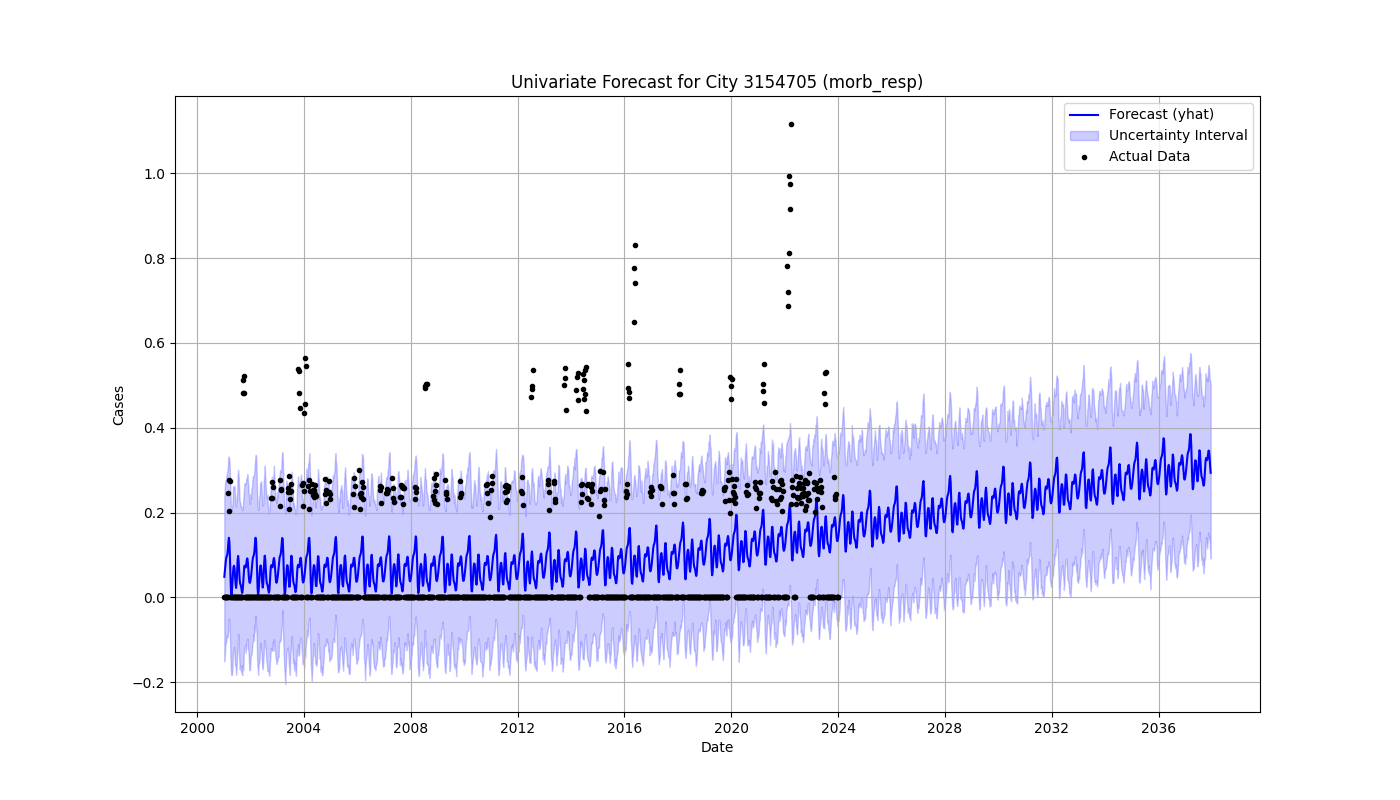 Univariate Forecast for City 3154705 (morb_resp)
Forecast (yhat)
Uncertainty Interval
Actual Data
Cases
1.0
0.8
0.6
0.4
0.2
0.0
−0.2
2000 2004 2008 2012 2016 2020 2024 2028 2032 2036
Date